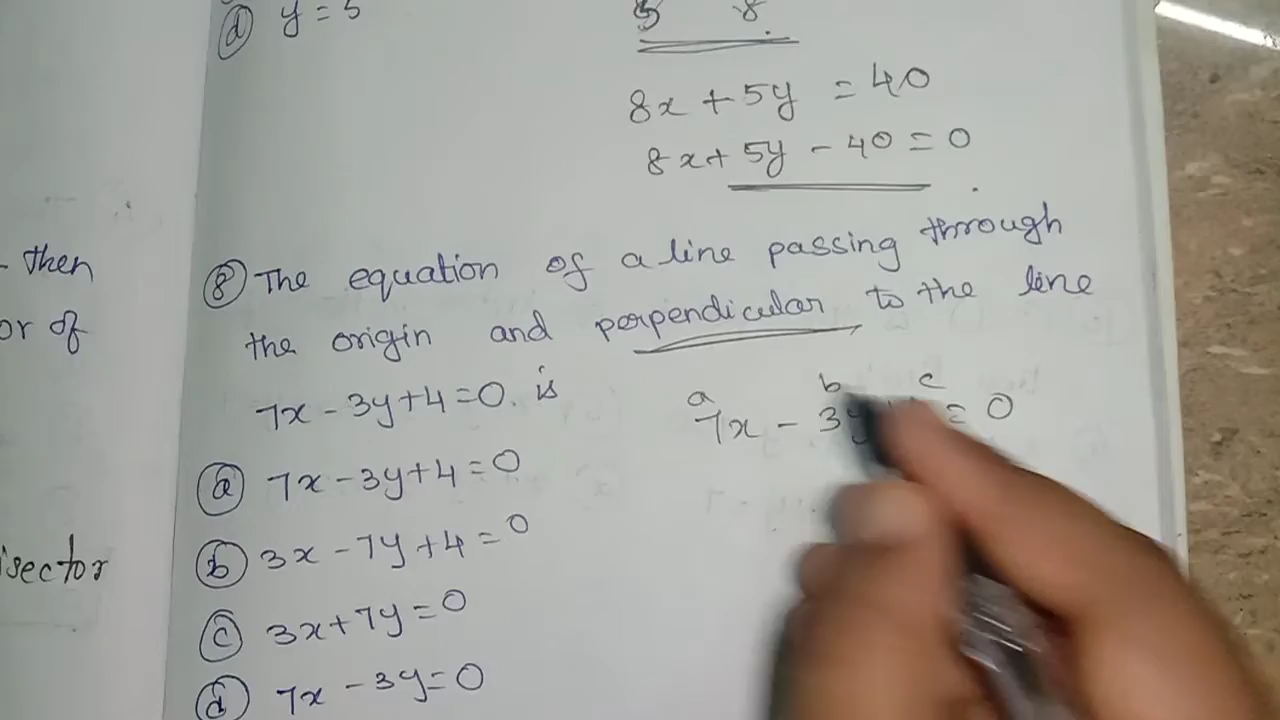 - then
or of
isector
ⓓ y = 5
5 8
8x + 5y = 40
8x + 5y - 40 = 0
⑧ The equation of a line passing through
the origin and perpendicular to the line
7x - 3y + 4 = 0. is
ⓐ 7x - 3y + 4 = 0
ⓑ 3x - 7y + 4 = 0
ⓒ 3x + 7y = 0
ⓓ 7x - 3y = 0
a b c
7x - 3y = 0